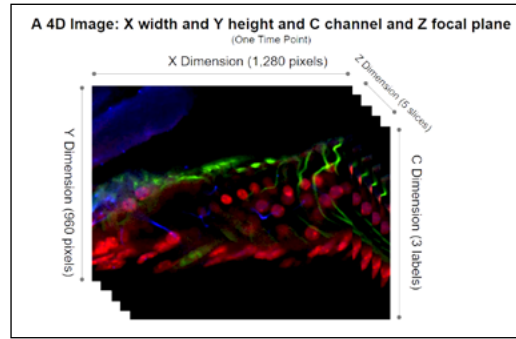 A 4D Image: X width and Y height and C channel and Z focal plane
(One Time Point)
X Dimension (1,280 pixels)
Z Dimension (5 slices)
Y Dimension (960 pixels)
C Dimension (3 labels)